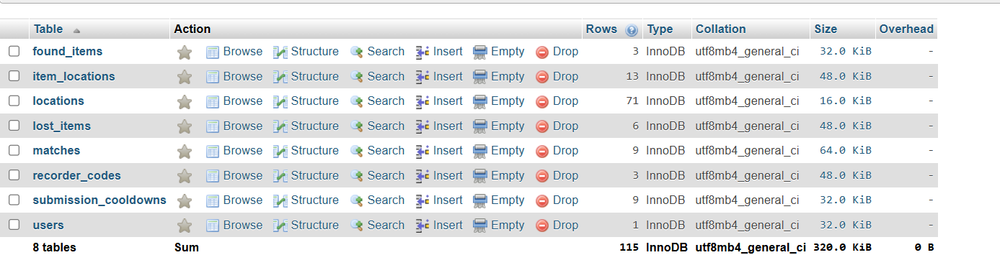 Table Action Rows Type Collation Size Overhead
found_items Browse Structure Search Insert Empty Drop 3 InnoDB utf8mb4_general_ci 32.0 KiB -
item_locations Browse Structure Search Insert Empty Drop 13 InnoDB utf8mb4_general_ci 48.0 KiB -
locations Browse Structure Search Insert Empty Drop 71 InnoDB utf8mb4_general_ci 16.0 KiB -
lost_items Browse Structure Search Insert Empty Drop 6 InnoDB utf8mb4_general_ci 48.0 KiB -
matches Browse Structure Search Insert Empty Drop 9 InnoDB utf8mb4_general_ci 64.0 KiB -
recorder_codes Browse Structure Search Insert Empty Drop 3 InnoDB utf8mb4_general_ci 48.0 KiB -
submission_cooldowns Browse Structure Search Insert Empty Drop 9 InnoDB utf8mb4_general_ci 32.0 KiB -
users Browse Structure Search Insert Empty Drop 1 InnoDB utf8mb4_general_ci 32.0 KiB -
8 tables Sum 115 InnoDB utf8mb4_general_ci 320.0 KiB 0 B